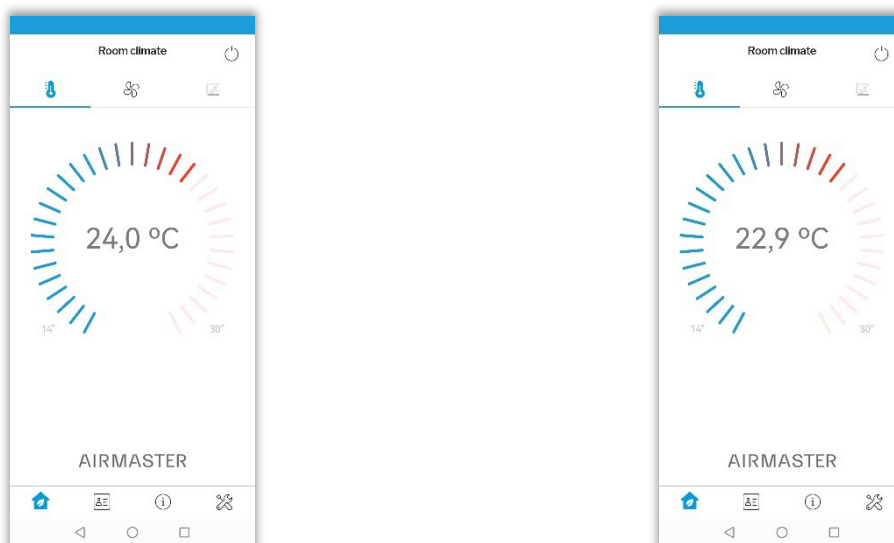 Room climate
24,0 ºC
14°
30°
AIRMASTER
Room climate
22,9 ºC
14°
30°
AIRMASTER